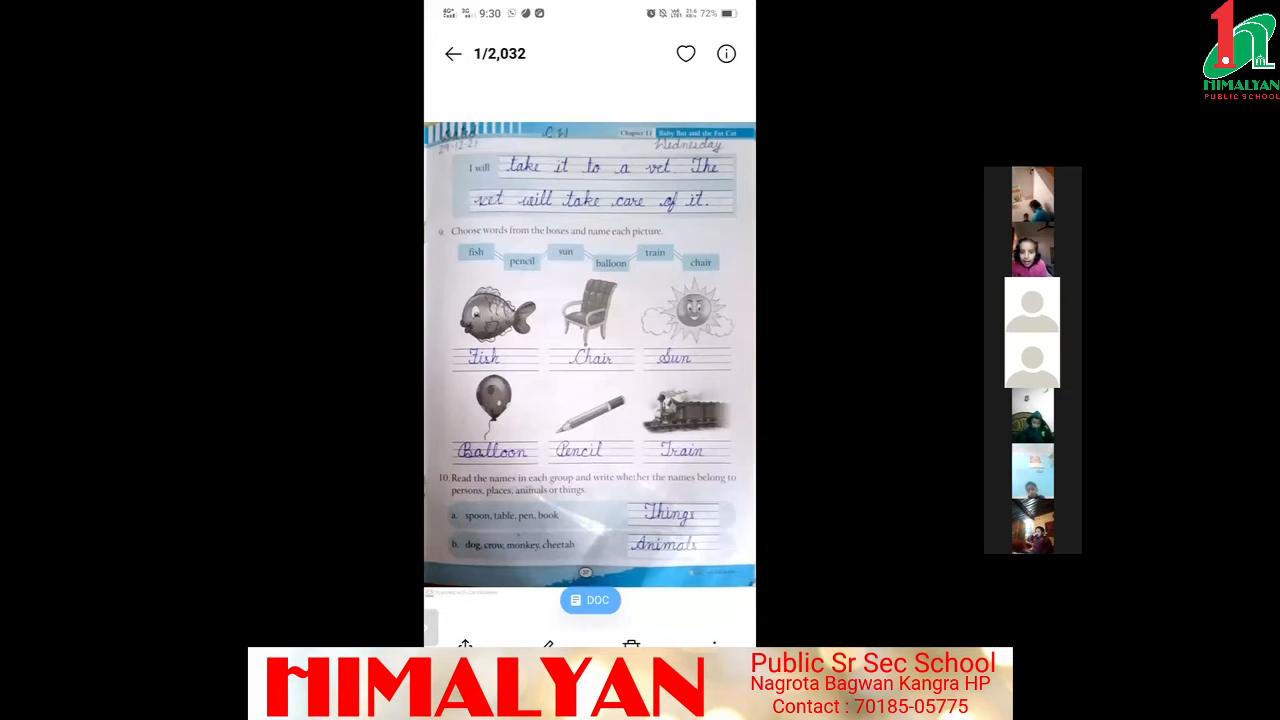 9:30
72%
1/2,032
HIMALYAN
PUBLIC SCHOOL
C.W
Chapter 11 Baby Bat and the Fat Cat
29-12-21
Wednesday
I will take it to a vet. The
vet will take care of it.
9. Choose words from the boxes and name each picture.
fish
pencil
sun
balloon
train
chair
Fish
Chair
Sun
Balloon
Pencil
Train
10. Read the names in each group and write whether the names belong to
persons, places, animals or things.
a. spoon, table, pen, book
Things
b. dog, crow, monkey, cheetah
Animals
DOC
HIMALYAN
Public Sr Sec School
Nagrota Bagwan Kangra HP
Contact : 70185-05775